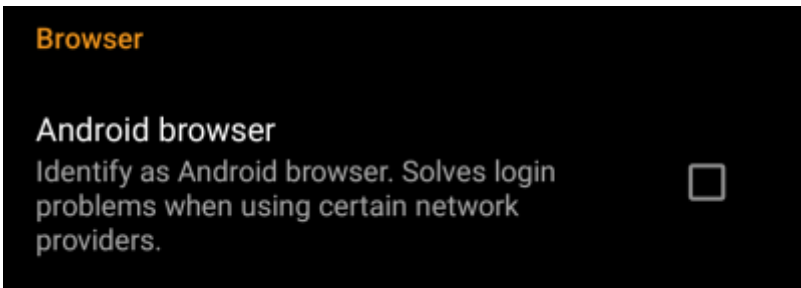 Browser
Android browser
Identify as Android browser. Solves login
problems when using certain network
providers.